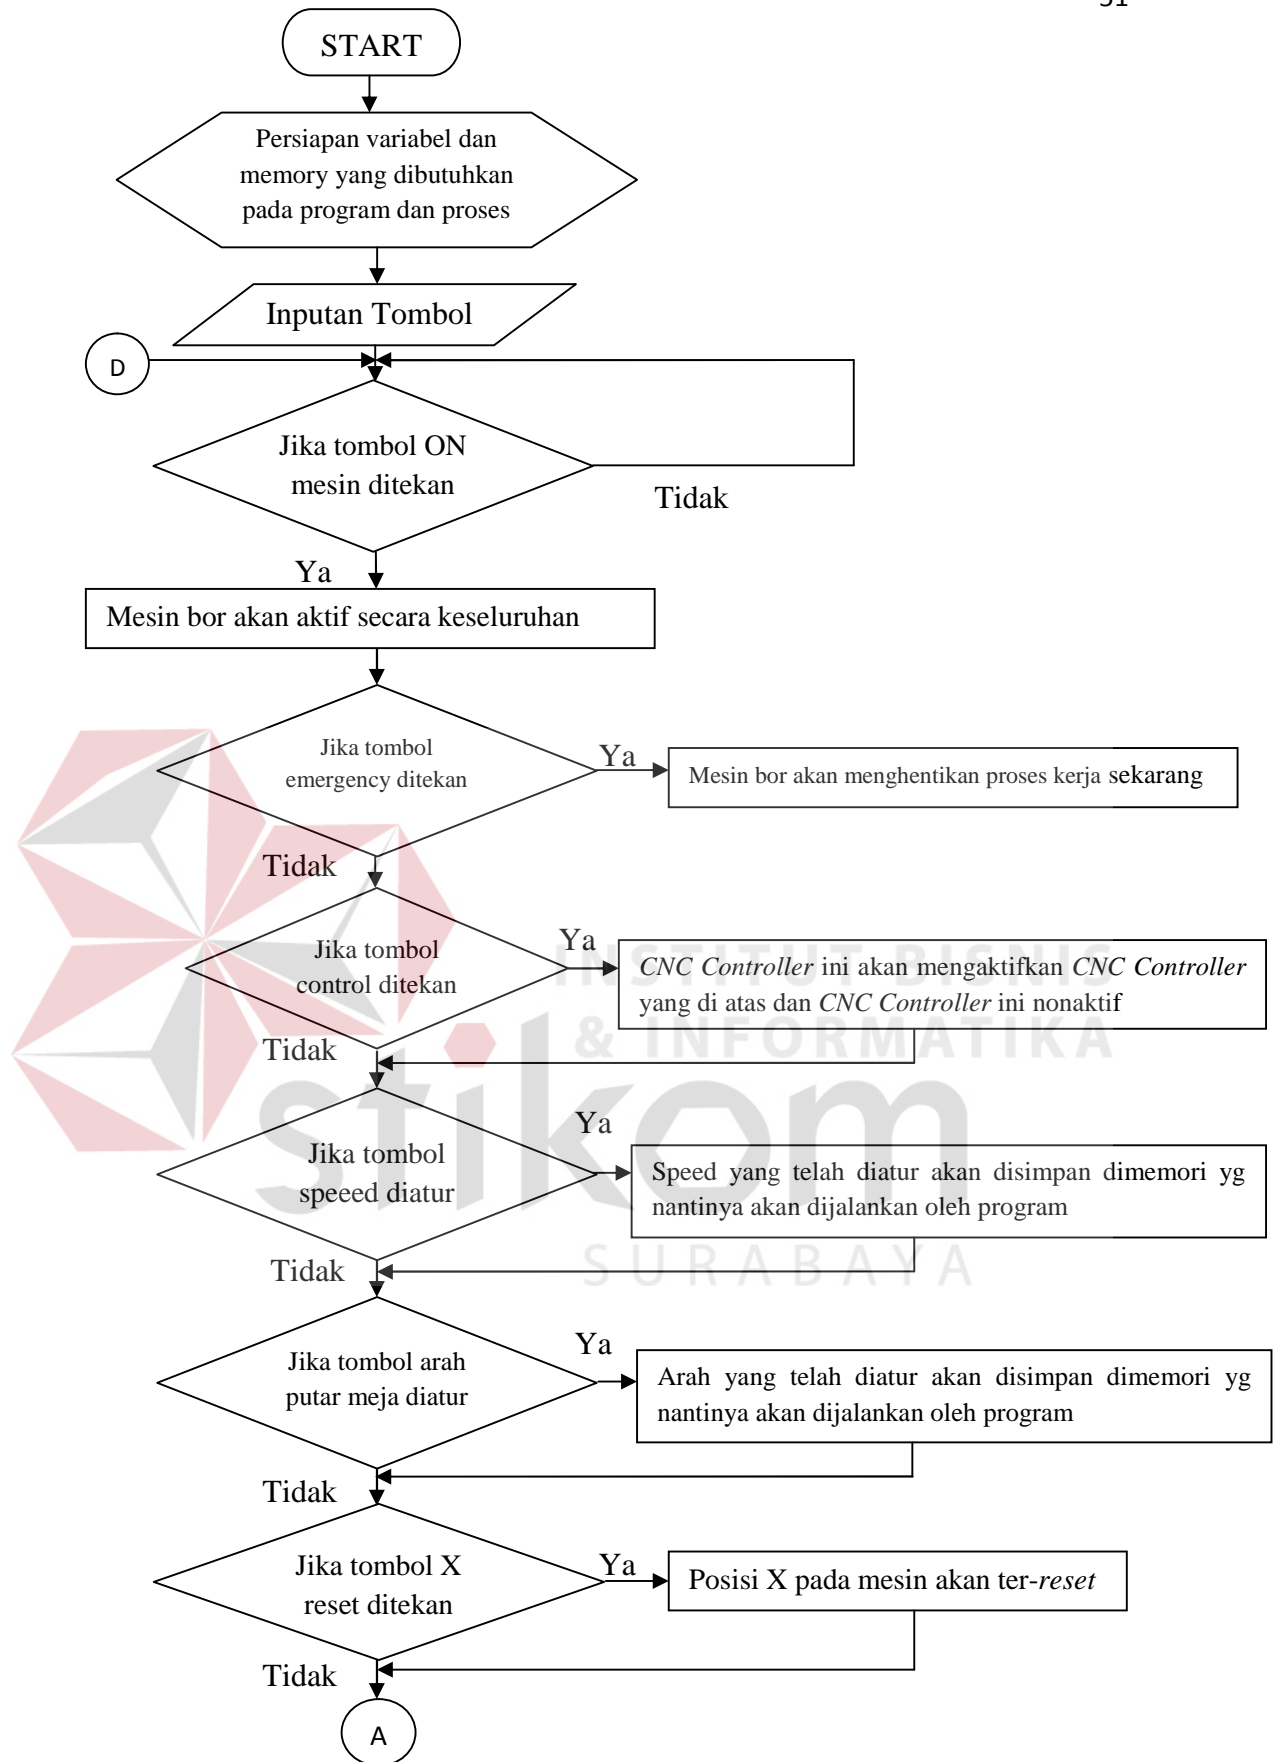 START
Persiapan variabel dan
memory yang dibutuhkan
pada program dan proses
Inputan Tombol
D
Jika tombol ON
mesin ditekan
Tidak
Ya
Mesin bor akan aktif secara keseluruhan
Jika tombol
emergency ditekan
Ya
Mesin bor akan menghentikan proses kerja sekarang
Tidak
Jika tombol
control ditekan
Ya
CNC Controller ini akan mengaktifkan CNC Controller
yang di atas dan CNC Controller ini nonaktif
Tidak
INSTITUT BISNIS
& INFORMATIKA
stikom
SURABAYA
Jika tombol
speeed diatur
Ya
Speed yang telah diatur akan disimpan dimemori yg
nantinya akan dijalankan oleh program
Tidak
Jika tombol arah
putar meja diatur
Ya
Arah yang telah diatur akan disimpan dimemori yg
nantinya akan dijalankan oleh program
Tidak
Jika tombol X
reset ditekan
Ya
Posisi X pada mesin akan ter-reset
Tidak
A